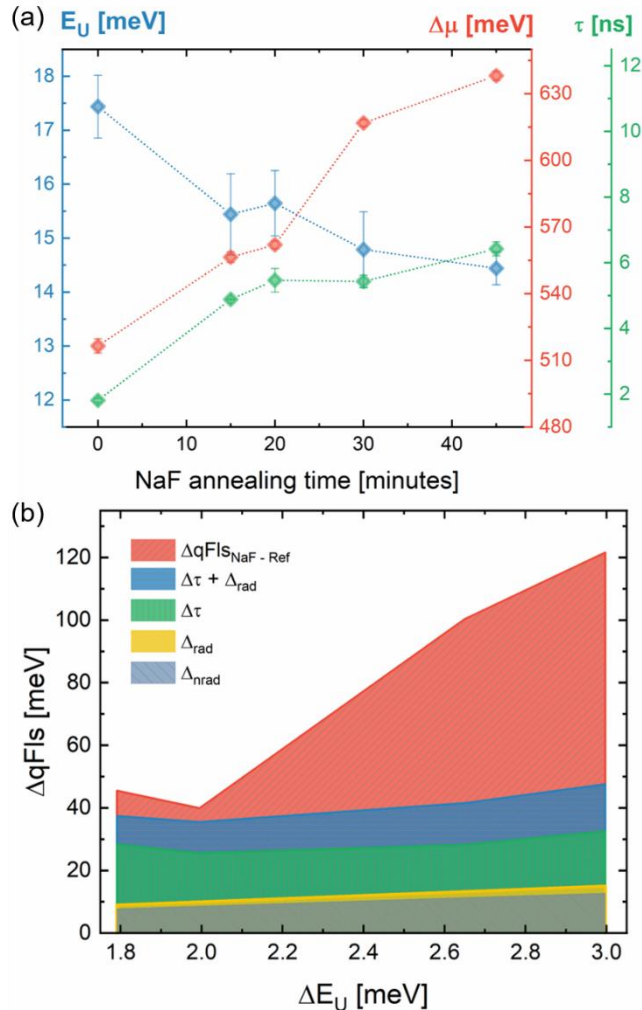 (a)
E_U [meV]
Δμ [meV]
τ [ns]
18
17
16
15
14
13
12
630
600
570
540
510
480
12
10
8
6
4
2
0
10
20
30
40
NaF annealing time [minutes]
(b)
ΔqFls [meV]
120
100
80
60
40
20
0
ΔqFls_NaF - Ref
Δτ + Δ_rad
Δτ
Δ_rad
Δ_nrad
1.8
2.0
2.2
2.4
2.6
2.8
3.0
ΔE_U [meV]